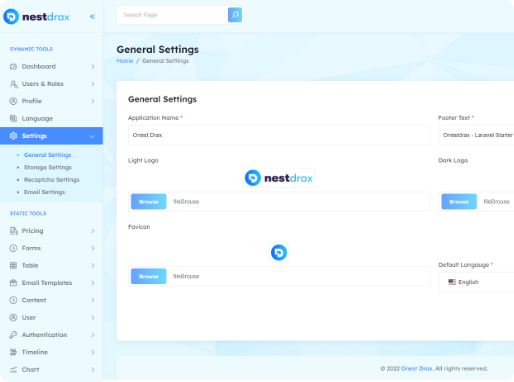 nestdrax
«
Search Page
DYNAMIC TOOLS
Dashboard
Users & Roles
Profile
Language
Settings
General Settings
Storage Settings
Recaptcha Settings
Email Settings
STATIC TOOLS
Pricing
Forms
Table
Email Templates
Content
User
Authentication
Timeline
Chart
General Settings
Home / General Settings
General Settings
Application Name *
Onest Drax
Footer Text *
Onestdrax - Laravel Starter
Light Logo
nestdrax
Browse fileBrouse
Dark Logo
Browse fileBrouse
Favicon
Browse fileBrouse
Default Langauge *
English
© 2022 Onest Drax. All rights reserved.